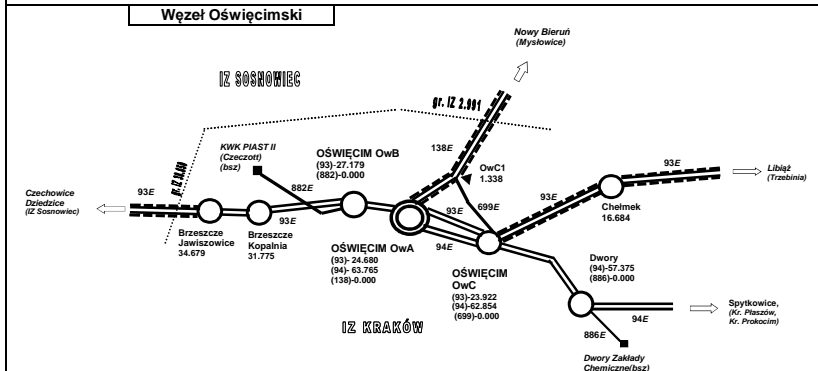 Węzeł Oświęcimski
Nowy Bieruń
(Mysłowice)
IZ SOSNOWIEC
gr. IZ 2.991
138E
KWK PIAST II
(Czeczott)
(bsz)
OŚWIĘCIM OwB
(93)-27.179
(882)-0.000
OwC1
1.338
93E
Libiąż
(Trzebinia)
93E
882E
699E
93E
Czechowice
Dziedzice
(IZ Sosnowiec)
93E
93E
Chełmek
16.684
Brzeszcze
Jawiszowice
34.679
Brzeszcze
Kopalnia
31.775
OŚWIĘCIM OwA
(93)- 24.680
(94)- 63.765
(138)-0.000
94E
OŚWIĘCIM
OwC
(93)-23.922
(94)-62.854
(699)-0.000
Dwory
(94)-57.375
(886)-0.000
IZ KRAKÓW
94E
Spytkowice,
(Kr. Płaszów,
Kr. Prokocim)
886E
Dwory Zakłady
Chemiczne(bsz)